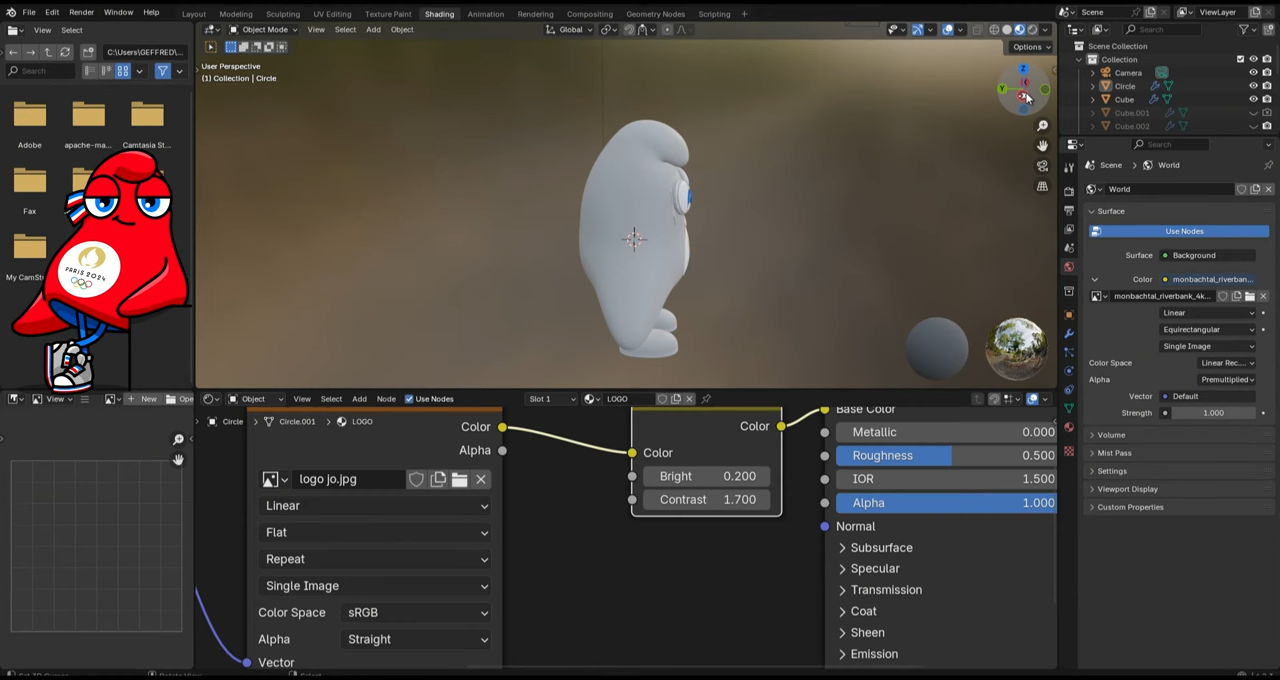 File Edit Render Window Help Layout Modeling Sculpting UV Editing Texture Paint Shading Animation Rendering Compositing Geometry Nodes Scripting + Scene ViewLayer
View Select
Object Mode View Select Add Object Global
Search
C:\Users\GEFFRED\...
Options
Search
User Perspective
(1) Collection | Circle
Scene Collection
Collection
Camera
Circle
Cube
Cube.001
Cube.002
Adobe apache-ma... Camtasia St...
Fax
My CamSt
PARIS 2024
Z
Y
Search
Scene World
World
Surface
Use Nodes
Surface Background
Color monbachtal_riverban...
monbachtal_riverbank_4k...
Linear
Equirectangular
Single Image
Color Space Linear Rec....
Alpha Premultiplied
Vector Default
Strength 1.000
Volume
Mist Pass
Settings
Viewport Display
Custom Properties
View + New Ope
Object View Select Add Node Use Nodes Slot 1 LOGO
Circle Circle.001 LOGO
Color
Alpha
logo jo.jpg
Linear
Flat
Repeat
Single Image
Color Space sRGB
Alpha Straight
Vector
Color
Color
Bright 0.200
Contrast 1.700
Base Color
Metallic 0.000
Roughness 0.500
IOR 1.500
Alpha 1.000
Normal
Subsurface
Specular
Transmission
Coat
Sheen
Emission